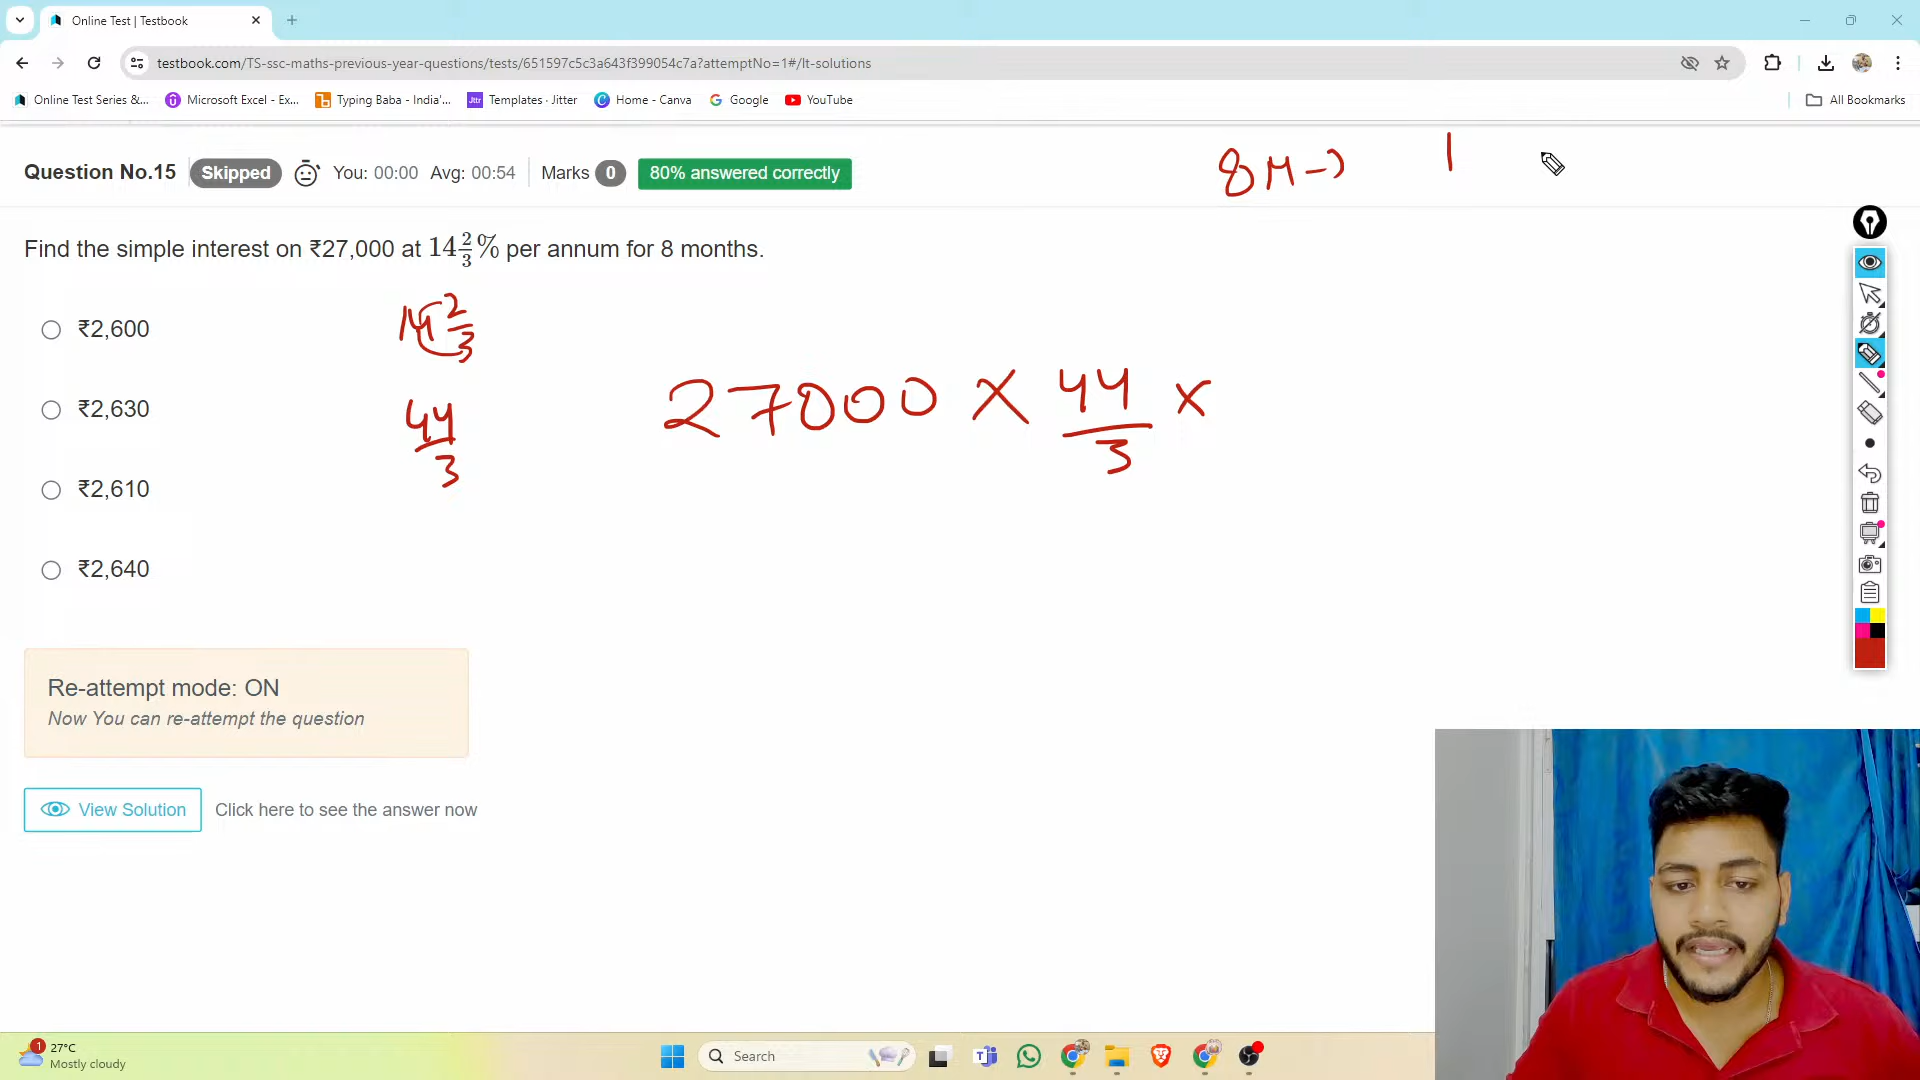 Online Test | Testbook
testbook.com/TS-ssc-maths-previous-year-questions/tests/651597c5c3a643f399054c7a?attemptNo=1#/lt-solutions
Online Test Series &... Microsoft Excel - Ex... Typing Baba - India'... Jitr Templates · Jitter Home - Canva Google YouTube All Bookmarks
Question No.15 Skipped You: 00:00 Avg: 00:54 Marks 0 80% answered correctly
8M→ 1
Find the simple interest on ₹27,000 at 14 2/3% per annum for 8 months.
₹2,600
14 2/3
₹2,630
44/3
27000 × 44/3 ×
₹2,610
₹2,640
Re-attempt mode: ON
Now You can re-attempt the question
View Solution Click here to see the answer now
1
27°C
Mostly cloudy
Search